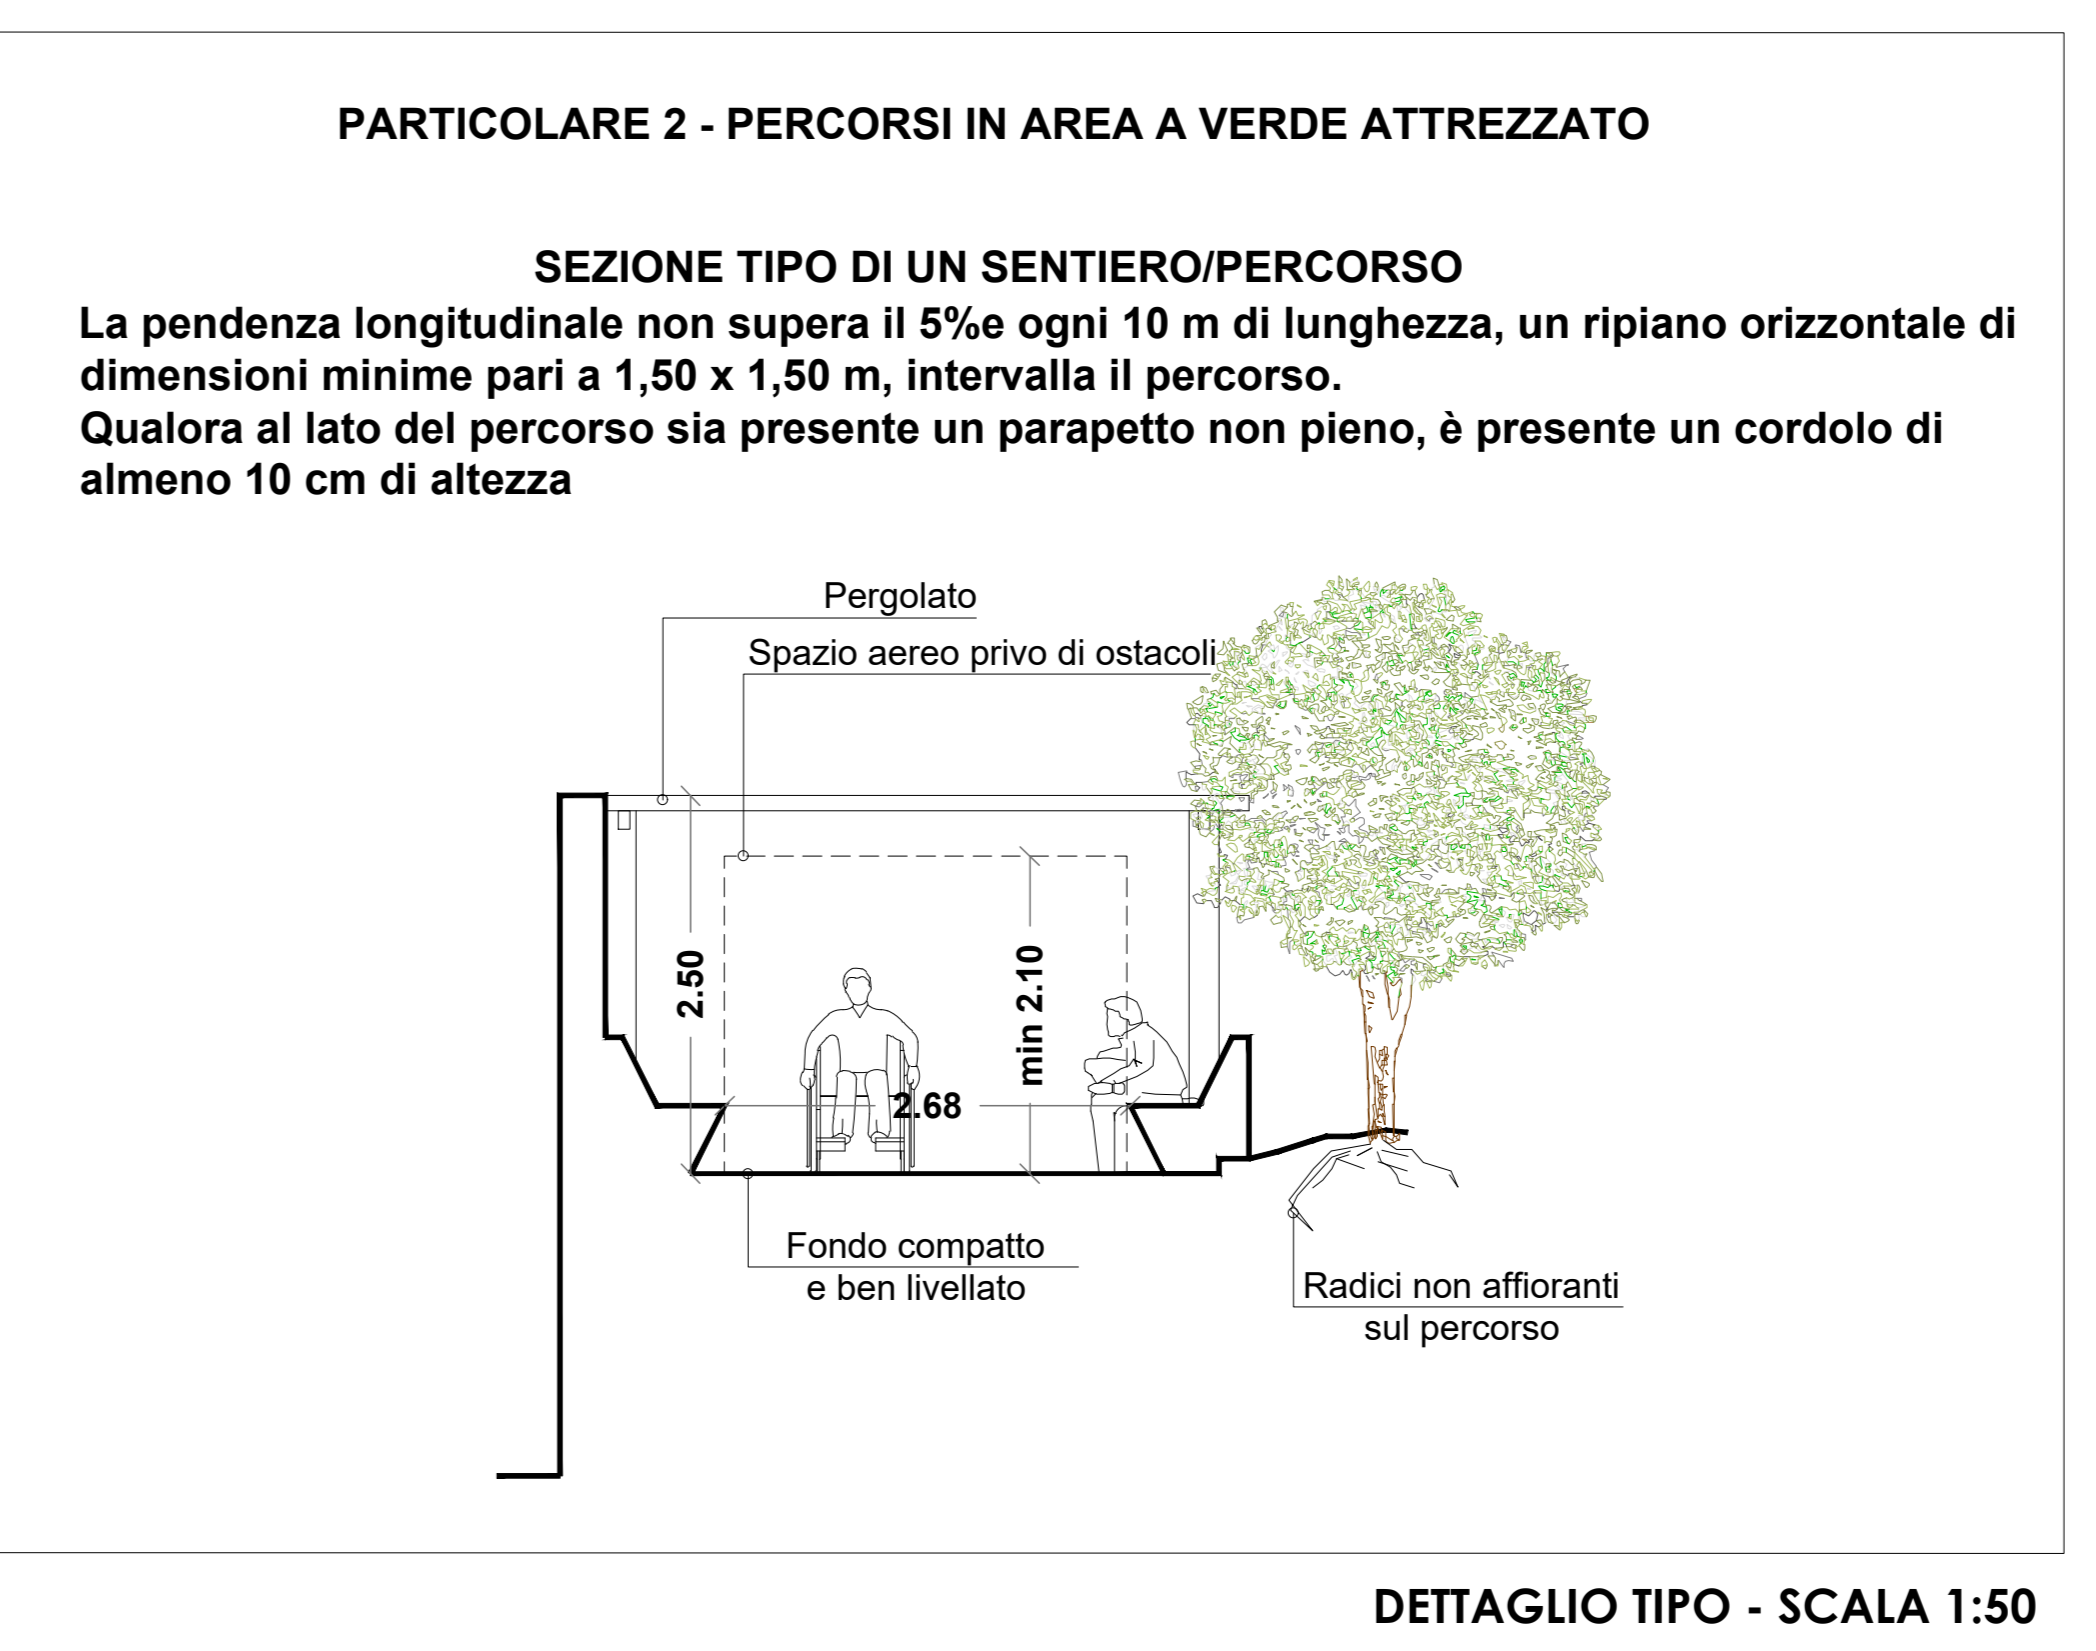 PARTICOLARE 2 - PERCORSI IN AREA A VERDE ATTREZZATO
SEZIONE TIPO DI UN SENTIERO/PERCORSO
La pendenza longitudinale non supera il 5%e ogni 10 m di lunghezza, un ripiano orizzontale di
dimensioni minime pari a 1,50 x 1,50 m, intervalla il percorso.
Qualora al lato del percorso sia presente un parapetto non pieno, è presente un cordolo di
almeno 10 cm di altezza
Pergolato
Spazio aereo privo di ostacoli
2.50
min 2.10
2.68
Fondo compatto
e ben livellato
Radici non affioranti
sul percorso
DETTAGLIO TIPO - SCALA 1:50